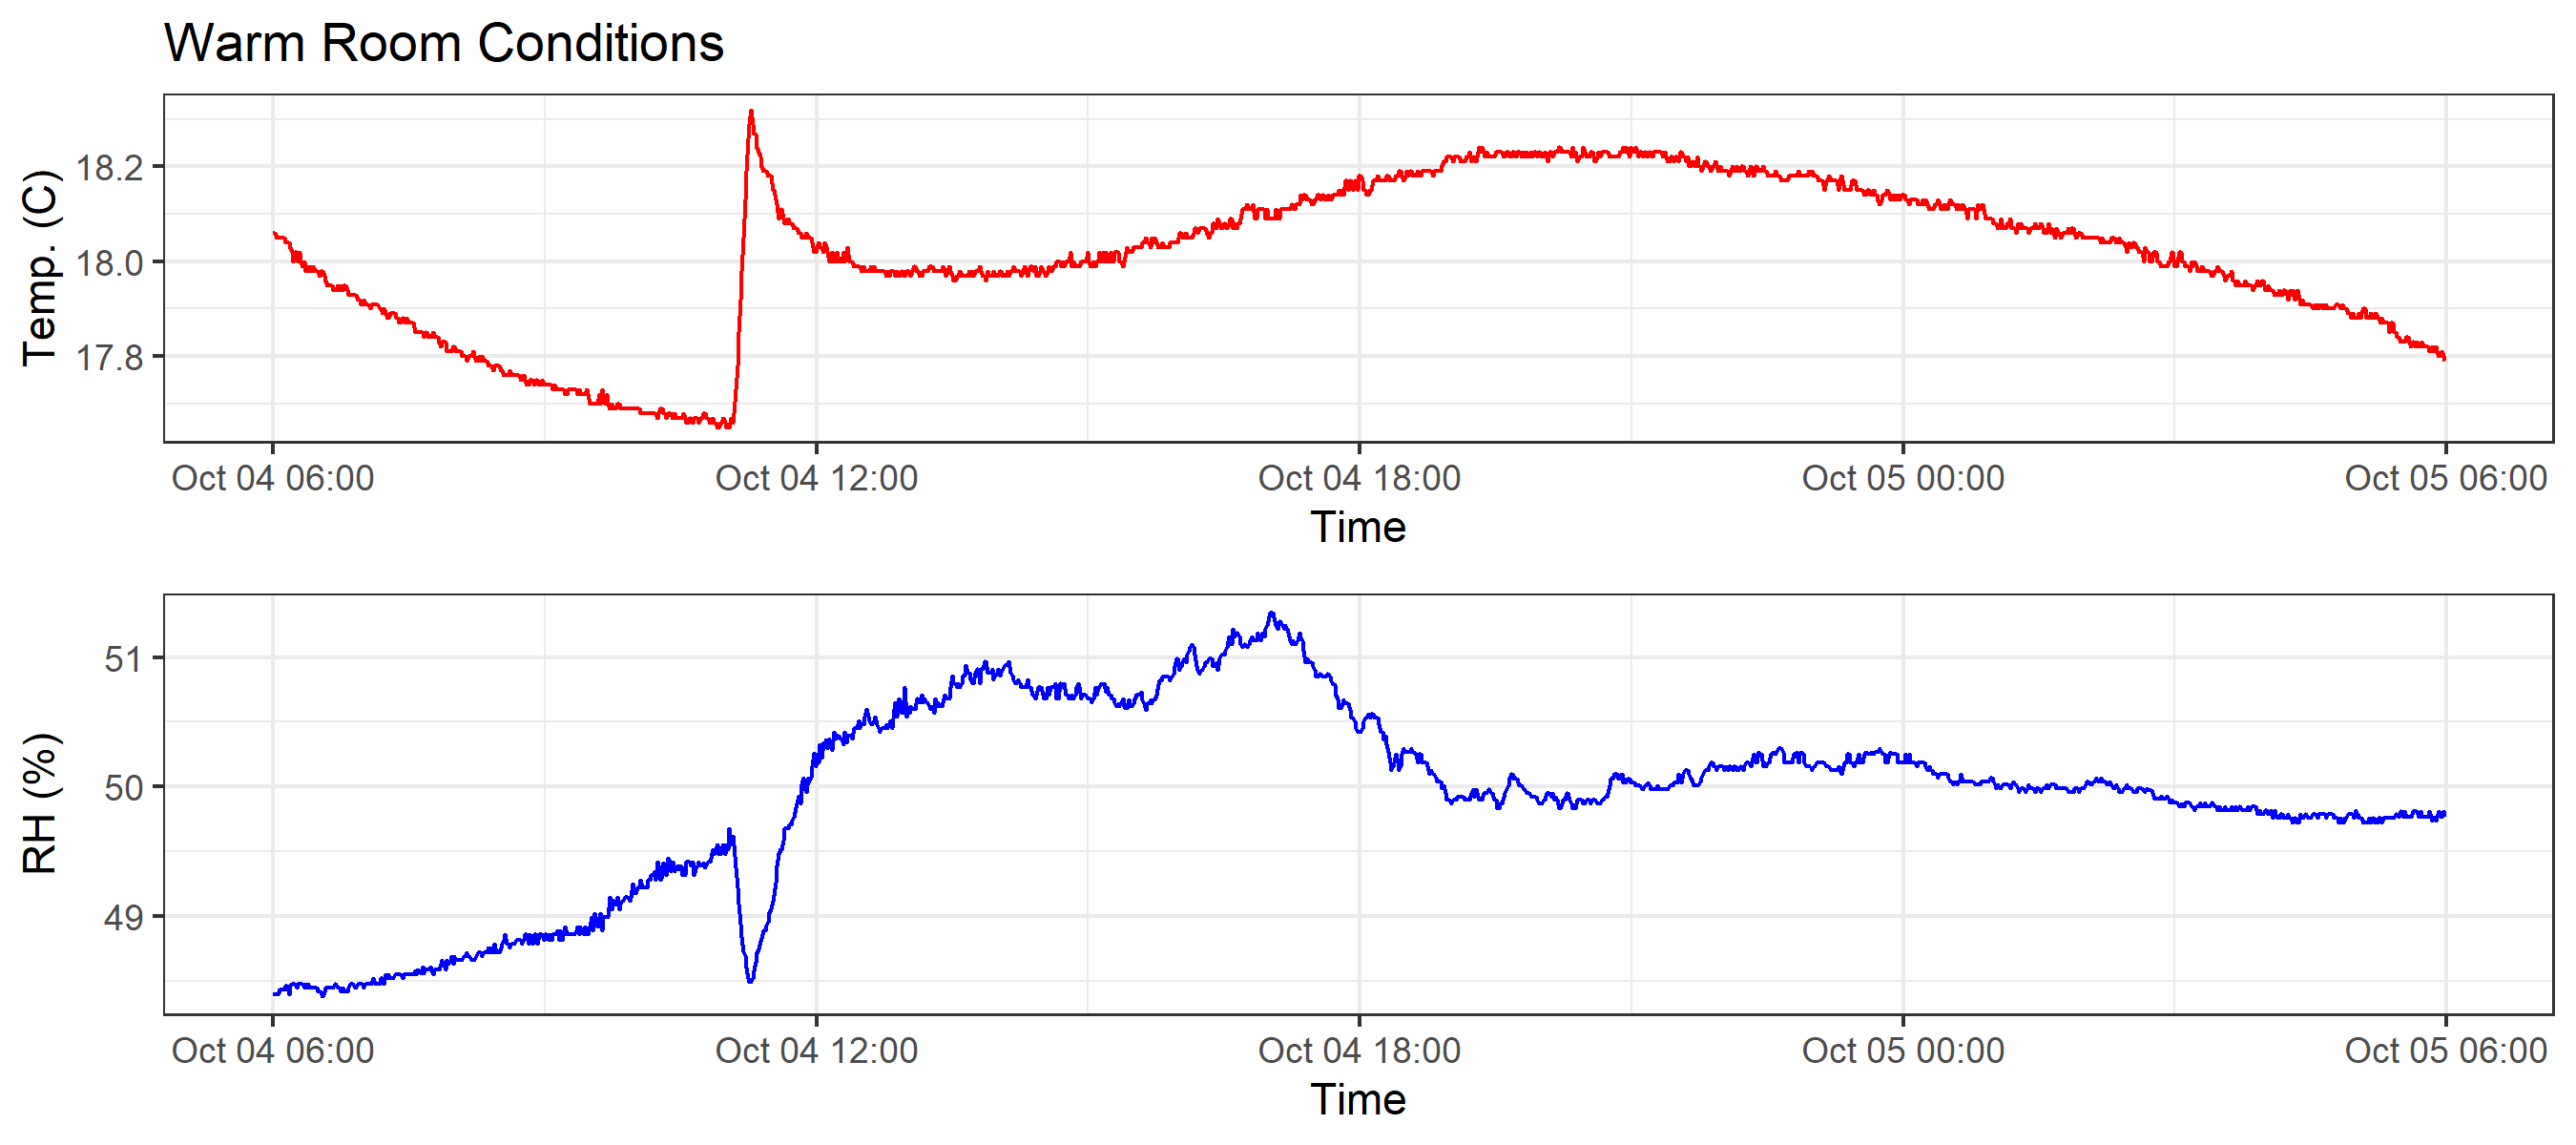 Warm Room Conditions
Temp. (C)
18.2
18.0
17.8
Oct 04 06:00 Oct 04 12:00 Oct 04 18:00 Oct 05 00:00 Oct 05 06:00
Time
RH (%)
51
50
49
Oct 04 06:00 Oct 04 12:00 Oct 04 18:00 Oct 05 00:00 Oct 05 06:00
Time